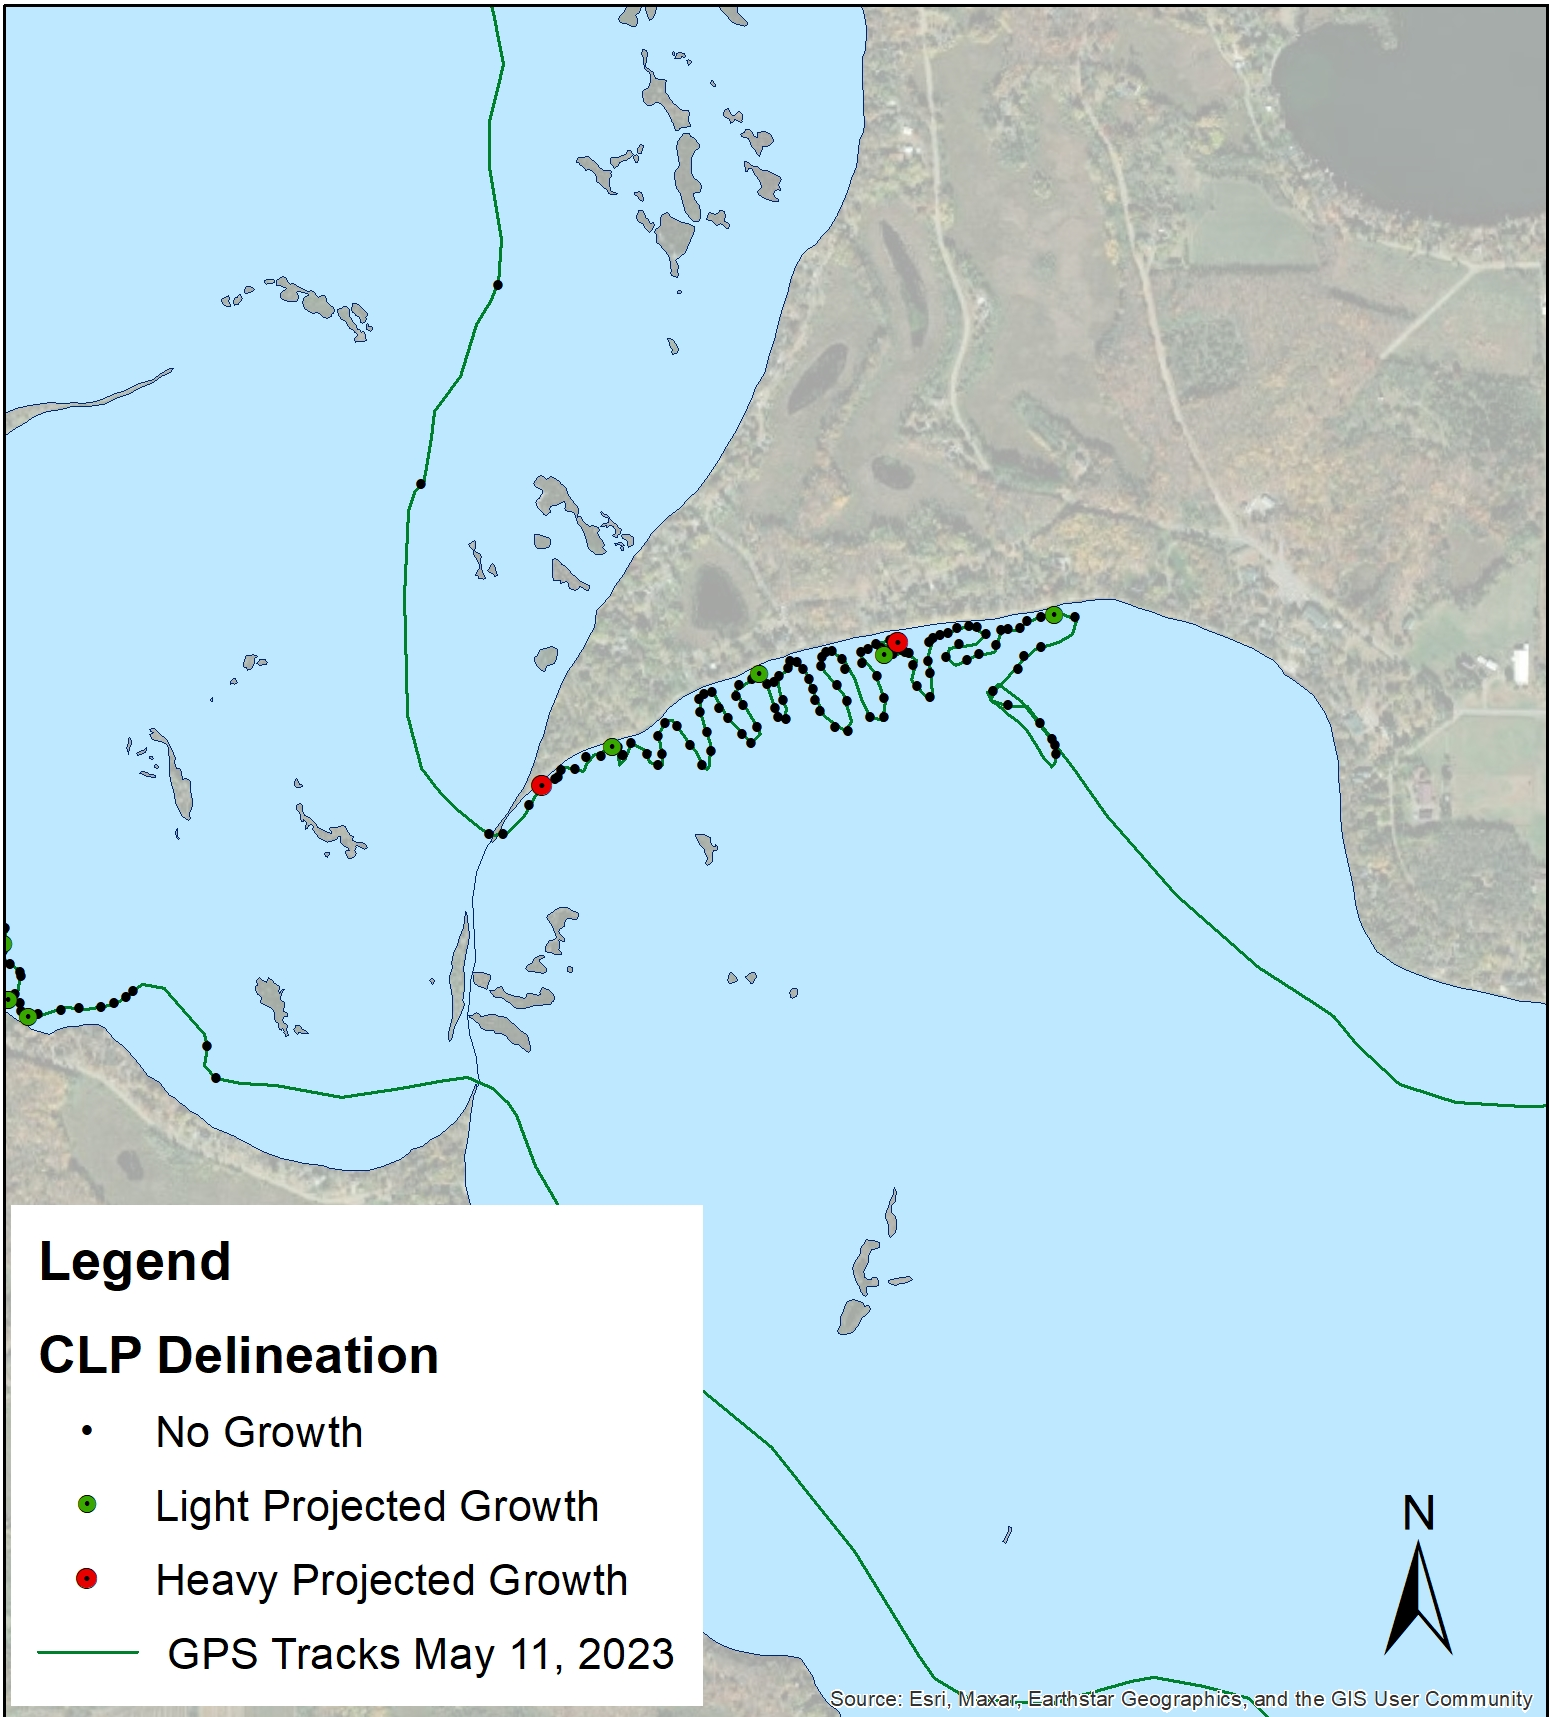 Legend
CLP Delineation
No Growth
Light Projected Growth
Heavy Projected Growth
GPS Tracks May 11, 2023
N
Source: Esri, Maxar, Earthstar Geographics, and the GIS User Community